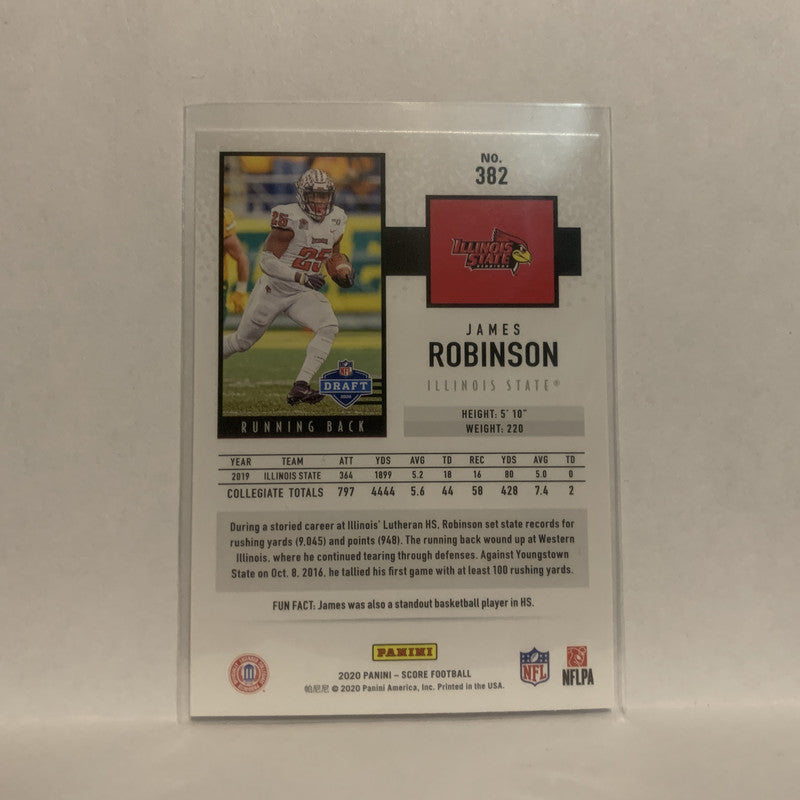 NO.
382
ILLINOIS
STATE
REDBIRDS
25
25
NFL
DRAFT
2020
RUNNING BACK
JAMES
ROBINSON
ILLINOIS STATE®
HEIGHT: 5' 10"
WEIGHT: 220
YEAR TEAM ATT YDS AVG TD REC YDS AVG TD
2019 ILLINOIS STATE 364 1899 5.2 18 16 80 5.0 0
COLLEGIATE TOTALS 797 4444 5.6 44 58 428 7.4 2
During a storied career at Illinois' Lutheran HS, Robinson set state records for
rushing yards (9,045) and points (948). The running back wound up at Western
Illinois, where he continued tearing through defenses. Against Youngstown
State on Oct. 8, 2016, he tallied his first game with at least 100 rushing yards.
FUN FACT: James was also a standout basketball player in HS.
PANINI
2020 PANINI – SCORE FOOTBALL
帕尼尼 © 2020 Panini America, Inc. Printed in the USA.
NFL
NFLPA